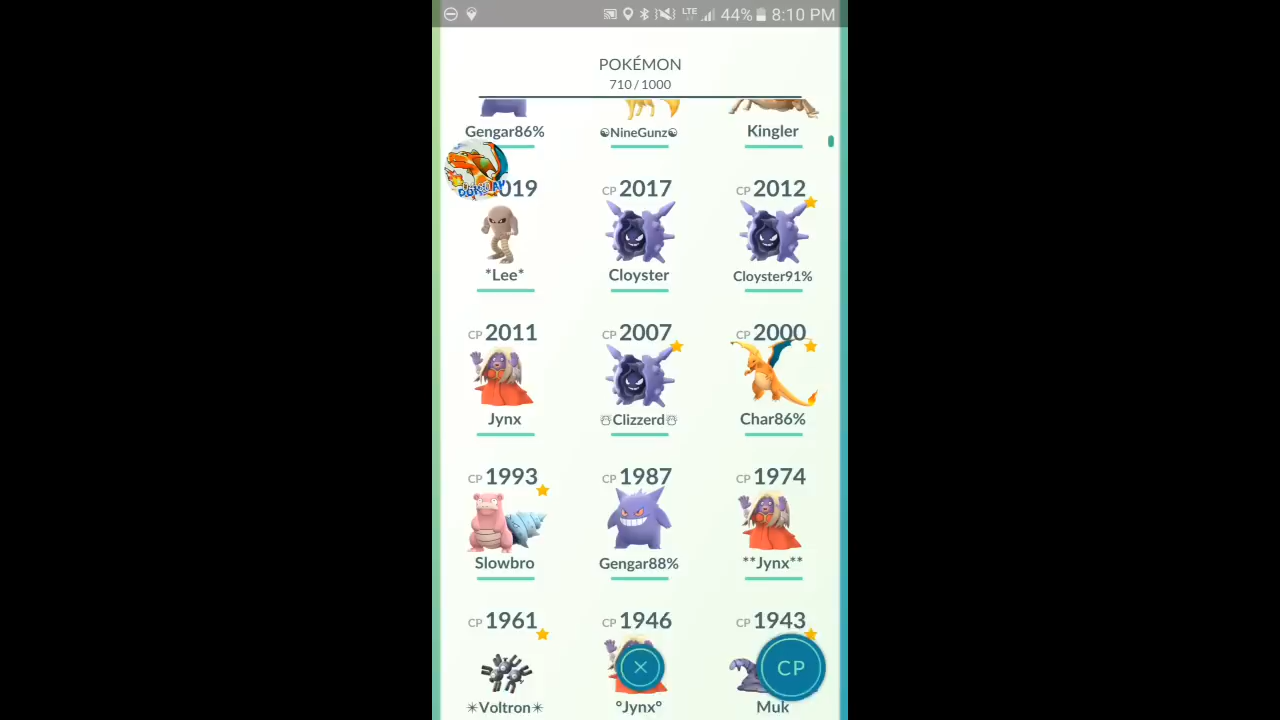 LTE 44% 8:10 PM
POKÉMON
710 / 1000
Gengar86% ☯NineGunz☯ Kingler
019 CP 2017 CP 2012
*Lee* Cloyster Cloyster91%
CP 2011 CP 2007 CP 2000
Jynx ☃Clizzerd☃ Char86%
CP 1993 CP 1987 CP 1974
Slowbro Gengar88% **Jynx**
CP 1961 CP 1946 CP 1943
CP
✳Voltron✳ °Jynx° Muk